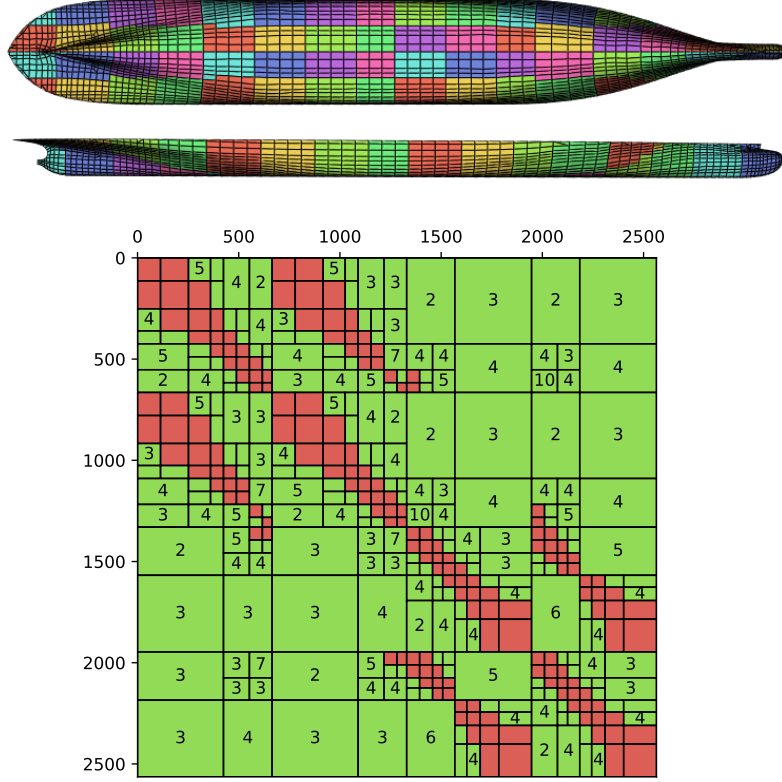 0 500 1000 1500 2000 2500
0
5 5
4 2 3 3
2 3 2 3
4 4 3 3
500 5 4 7 4 4 4 3
4 4
2 4 3 4 5 5 10 4
5 5
3 3 4 2
2 3 2 3
1000 3 3 4 4
4 7 5 4 3 4 4
4 4
3 4 5 2 4 10 4 5
5 3 7 4 3
2 3 5
1500 4 4 3 3 3
4 4 4
3 3 3 4 6
2 4
4 4
2000 3 7 5 4 3
3 2 5
3 3 4 4 3
4 4 4
3 4 3 3 6
2 4
4 4
2500